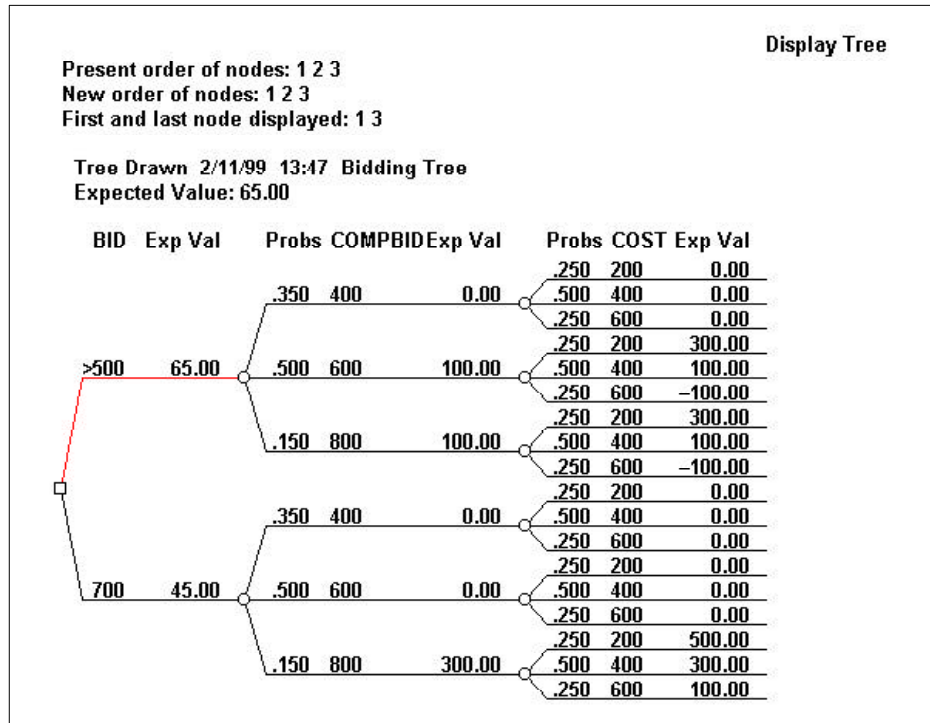 Display Tree
Present order of nodes: 1 2 3
New order of nodes: 1 2 3
First and last node displayed: 1 3
Tree Drawn 2/11/99 13:47 Bidding Tree
Expected Value: 65.00
BID Exp Val Probs COMPBID Exp Val Probs COST Exp Val
.250 200 0.00
.350 400 0.00 .500 400 0.00
.250 600 0.00
.250 200 300.00
>500 65.00 .500 600 100.00 .500 400 100.00
.250 600 −100.00
.250 200 300.00
.150 800 100.00 .500 400 100.00
.250 600 −100.00
.250 200 0.00
.350 400 0.00 .500 400 0.00
.250 600 0.00
.250 200 0.00
700 45.00 .500 600 0.00 .500 400 0.00
.250 600 0.00
.250 200 500.00
.150 800 300.00 .500 400 300.00
.250 600 100.00